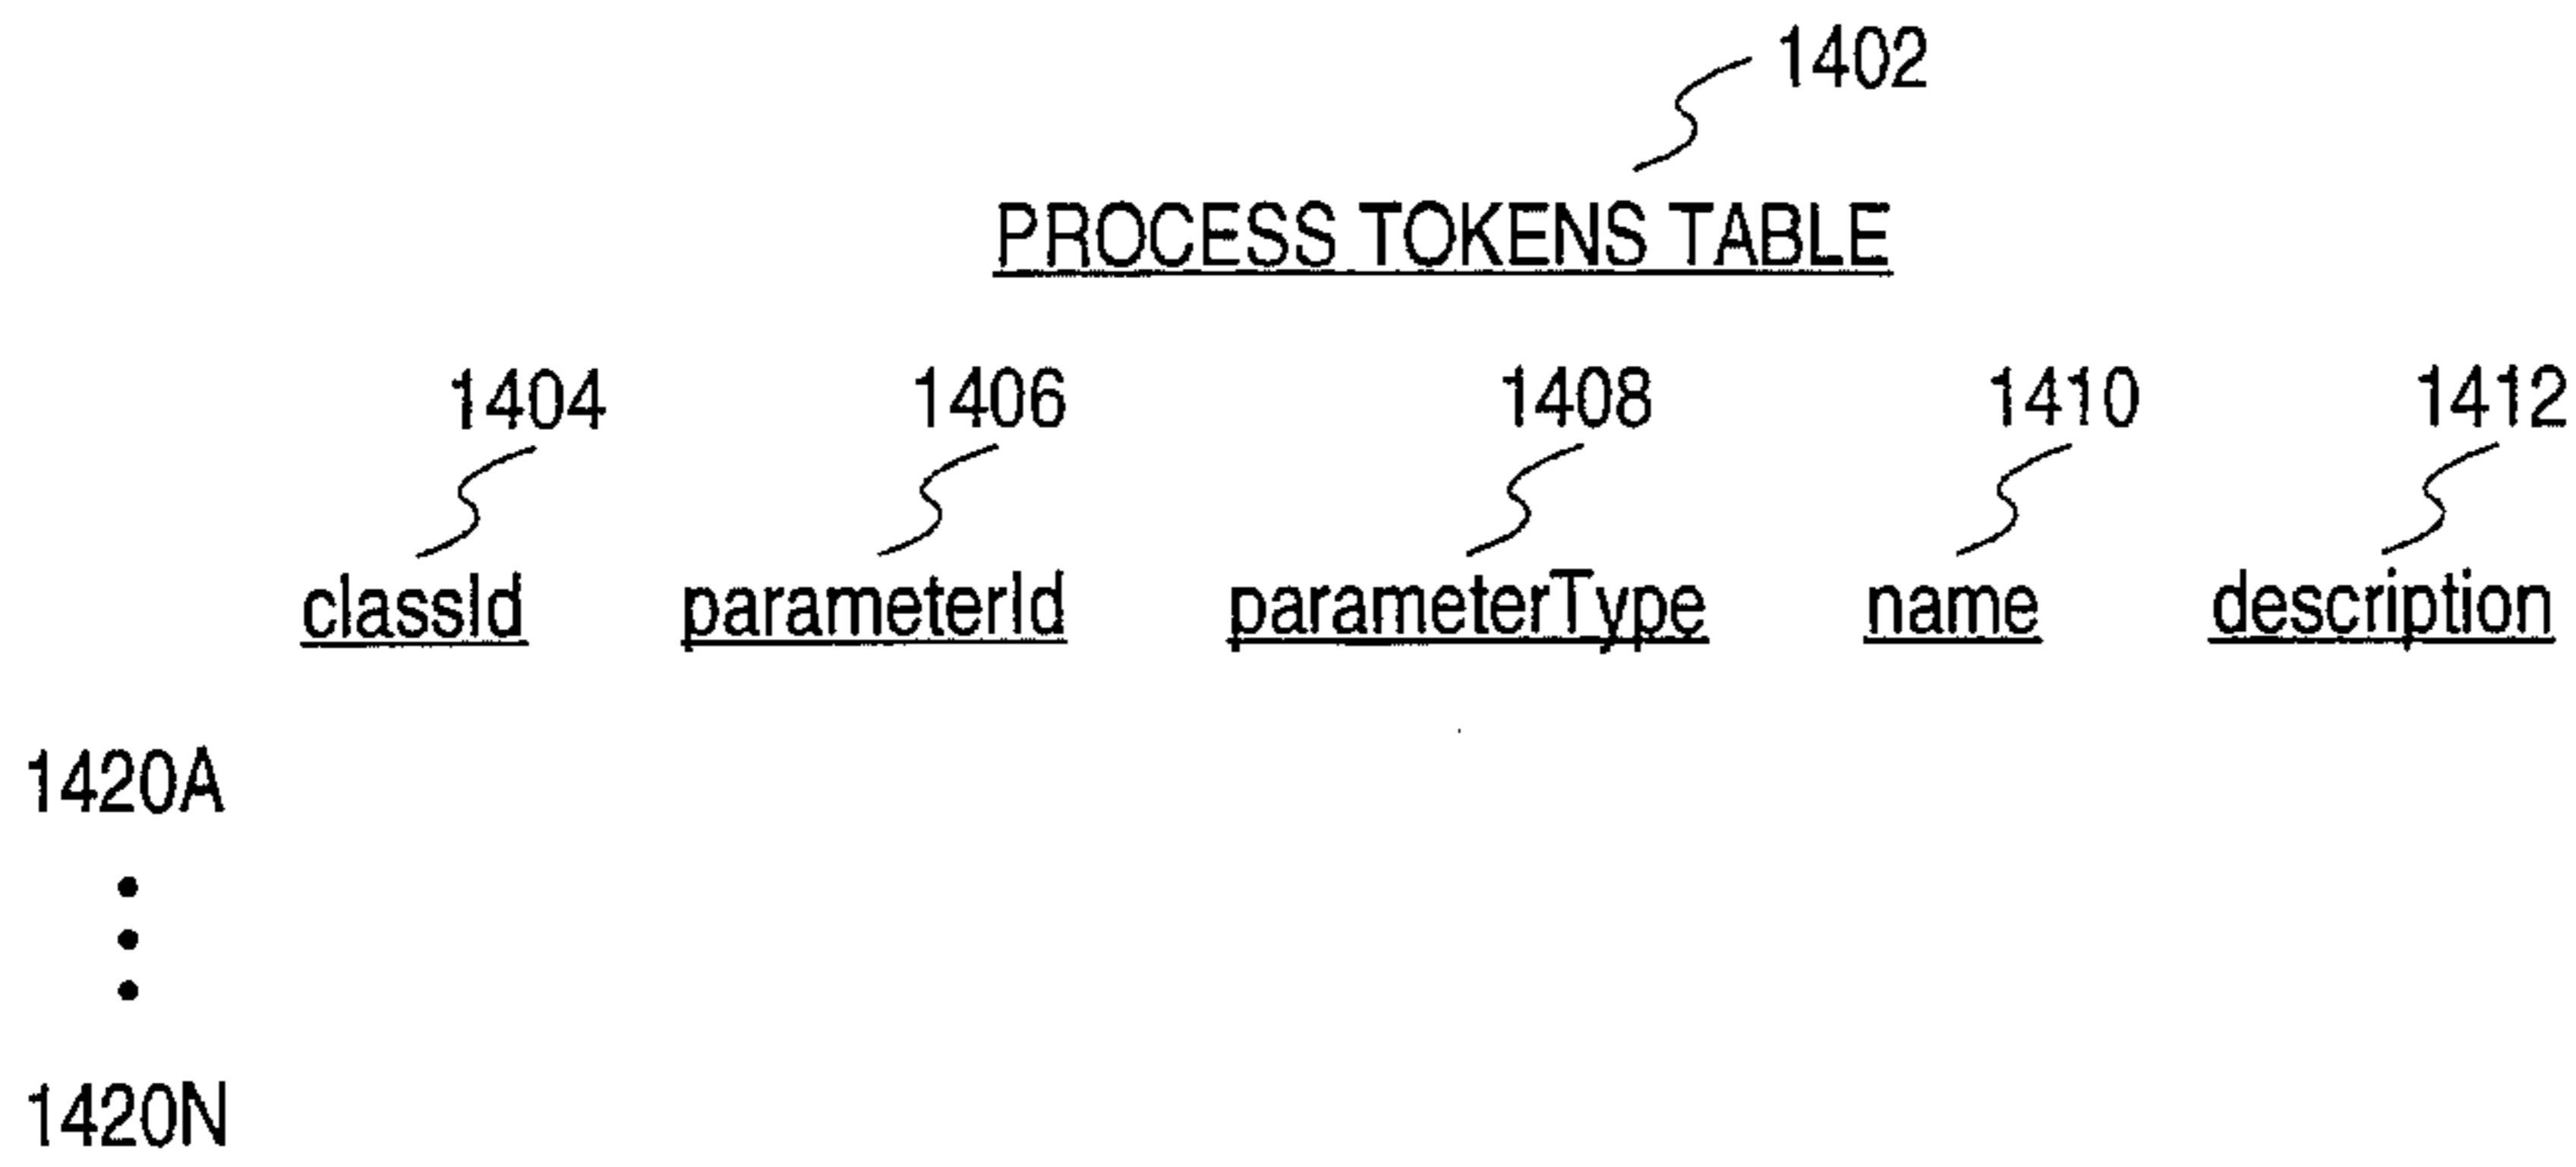 1402
PROCESS TOKENS TABLE
1404 1406 1408 1410 1412
classId parameterId parameterType name description
1420A
1420N